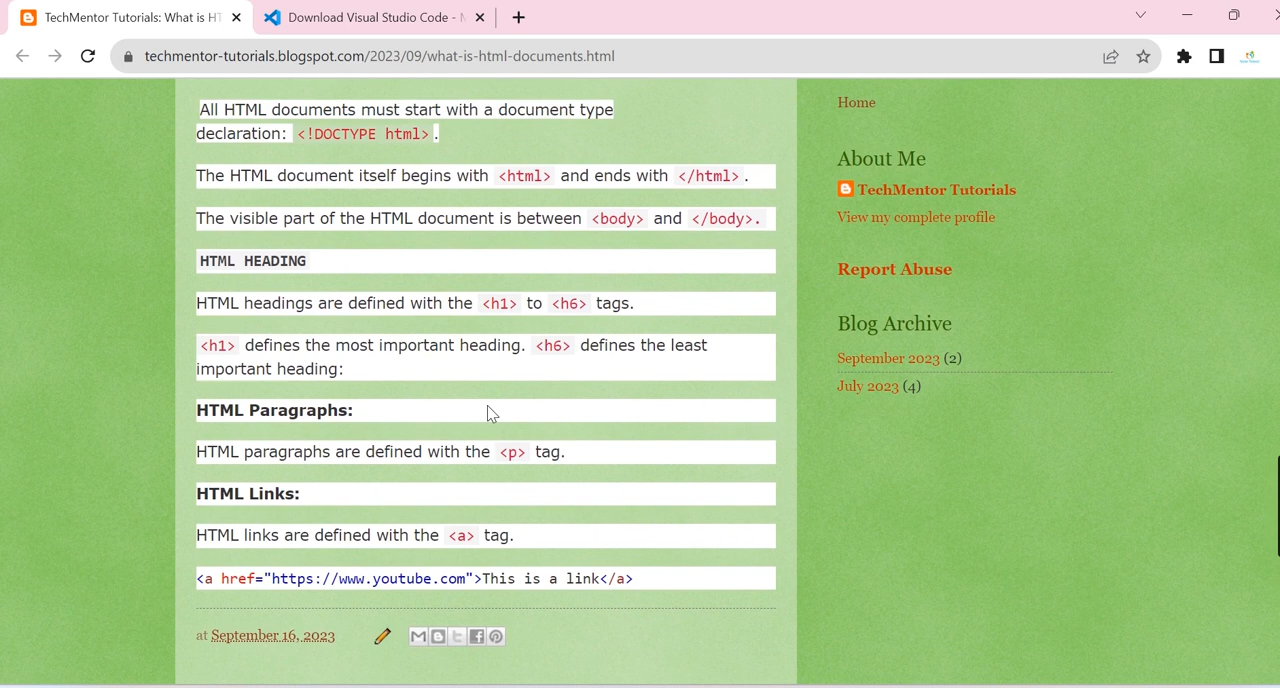 TechMentor Tutorials: What is HT
Download Visual Studio Code -
techmentor-tutorials.blogspot.com/2023/09/what-is-html-documents.html
All HTML documents must start with a document type
declaration: <!DOCTYPE html>.
The HTML document itself begins with <html> and ends with </html>.
The visible part of the HTML document is between <body> and </body>.
HTML HEADING
HTML headings are defined with the <h1> to <h6> tags.
<h1> defines the most important heading. <h6> defines the least
important heading:
HTML Paragraphs:
HTML paragraphs are defined with the <p> tag.
HTML Links:
HTML links are defined with the <a> tag.
<a href="https://www.youtube.com">This is a link</a>
at September 16, 2023
Home
About Me
TechMentor Tutorials
View my complete profile
Report Abuse
Blog Archive
September 2023 (2)
July 2023 (4)